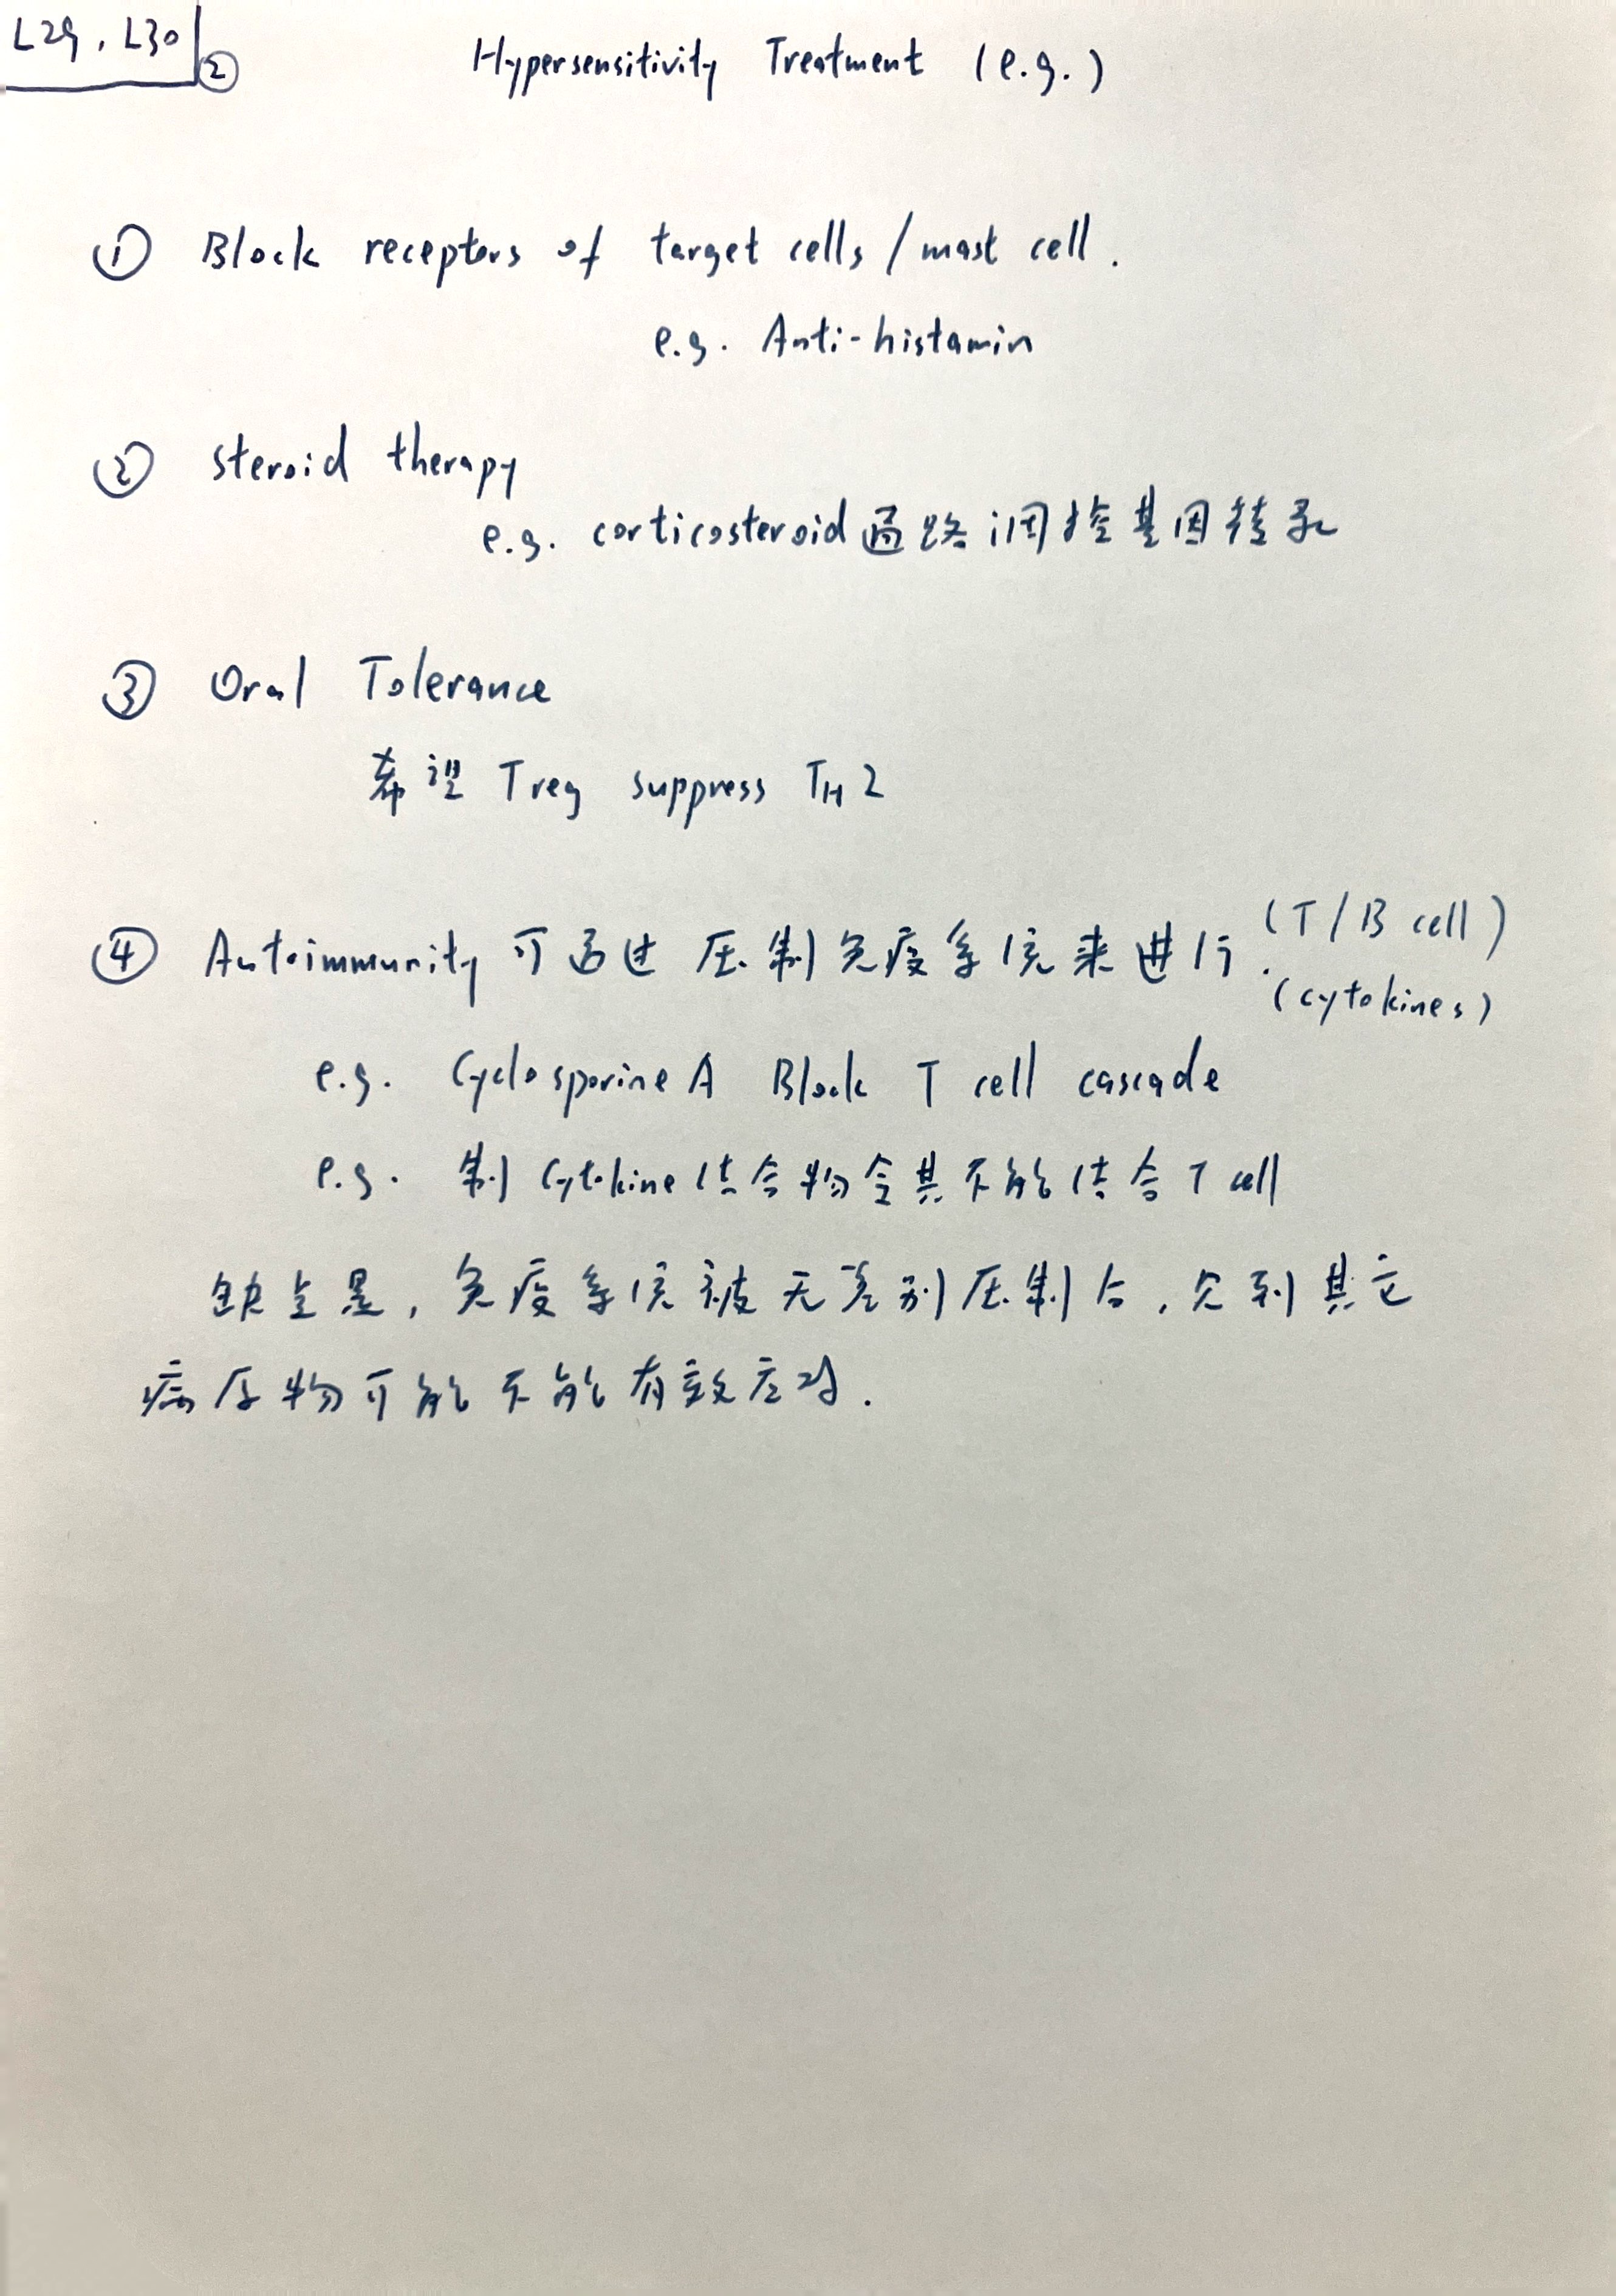 L29, L30 ②
Hypersensitivity Treatment (e.g.)
① Block receptors of target cells / mast cell.
e.g. Anti-histamin
② steroid therapy
e.g. corticosteroid 通路调控基因转录
③ Oral Tolerance
希望 Treg suppress TH2
④ Autoimmunity 可通过压制免疫系统来进行. (T/B cell)
(cytokines)
e.g. Cyclosporine A Block T cell cascade
e.g. 制 Cytokine 结合物令其不能结合 T cell
缺点是, 免疫系统被无差别压制后, 见到其它
病原物可能不能有效应对.